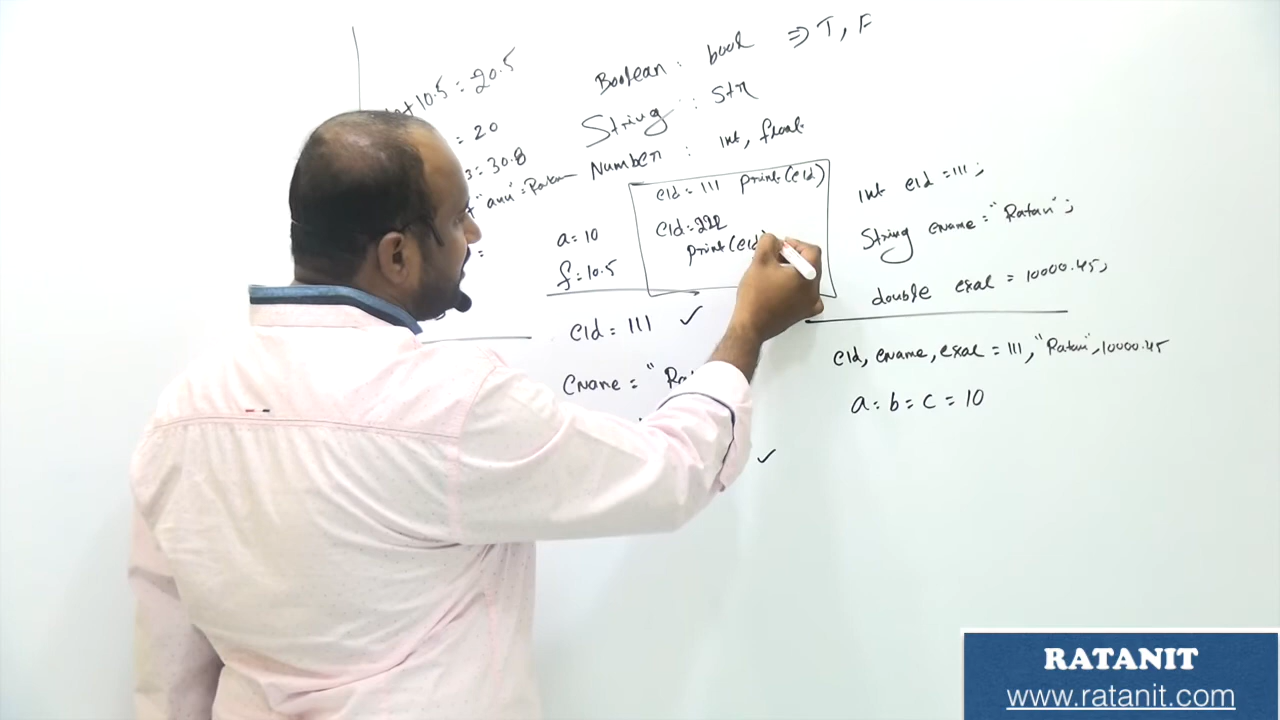 10.5 = 20.5
= 20
= 30.8
"anu" = Ratan
=
Boolean : bool => T, F
String : str
Number : int, float
a = 10
f = 10.5
eid = 111 print(eid)
eid = 222
print(eid)
eid = 111 ✓
ename = "Ra
✓
int eid = 111;
String ename = "Ratan";
double esal = 10000.45;
eid, ename, esal = 111, "Ratan", 10000.45
a = b = c = 10
RATANIT
www.ratanit.com